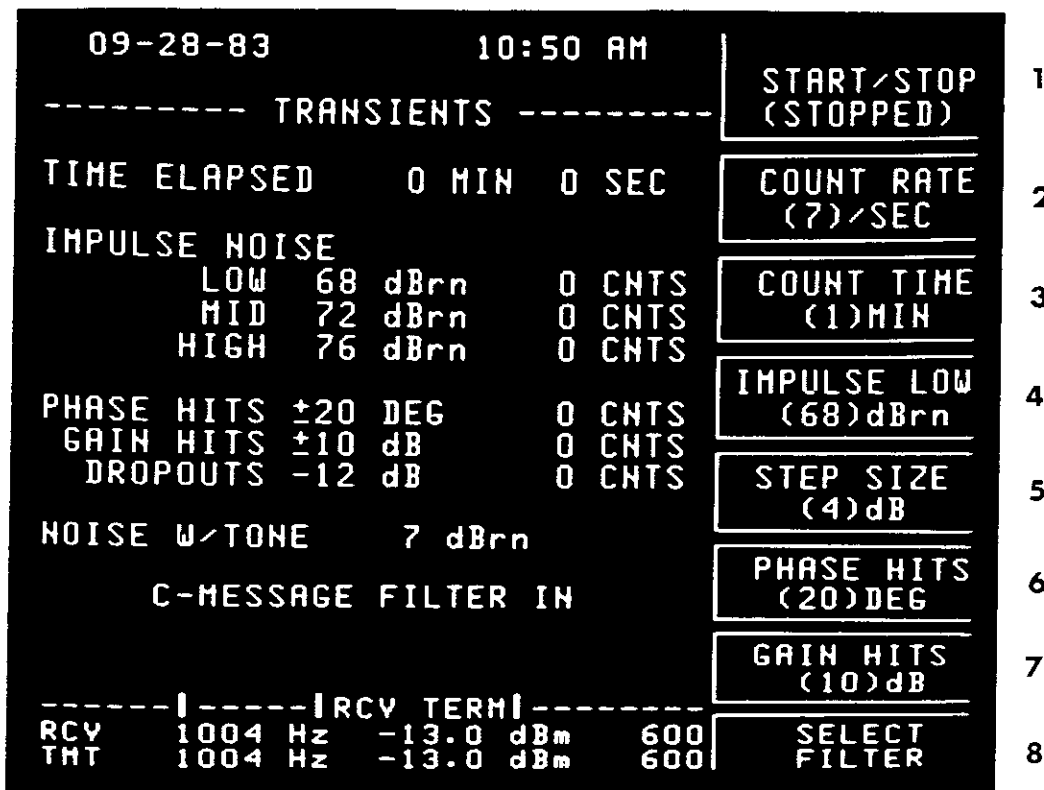 09-28-83 10:50 AM
--------- TRANSIENTS ---------
TIME ELAPSED 0 MIN 0 SEC
IMPULSE NOISE
LOW 68 dBrn 0 CNTS
MID 72 dBrn 0 CNTS
HIGH 76 dBrn 0 CNTS
PHASE HITS ±20 DEG 0 CNTS
GAIN HITS ±10 dB 0 CNTS
DROPOUTS -12 dB 0 CNTS
NOISE W/TONE 7 dBrn
C-MESSAGE FILTER IN
------|-----|RCV TERM|--------
RCV 1004 Hz -13.0 dBm 600
TMT 1004 Hz -13.0 dBm 600
START/STOP
(STOPPED)
1
COUNT RATE
(7)/SEC
2
COUNT TIME
(1)MIN
3
IMPULSE LOW
(68)dBrn
4
STEP SIZE
(4)dB
5
PHASE HITS
(20)DEG
6
GAIN HITS
(10)dB
7
SELECT
FILTER
8